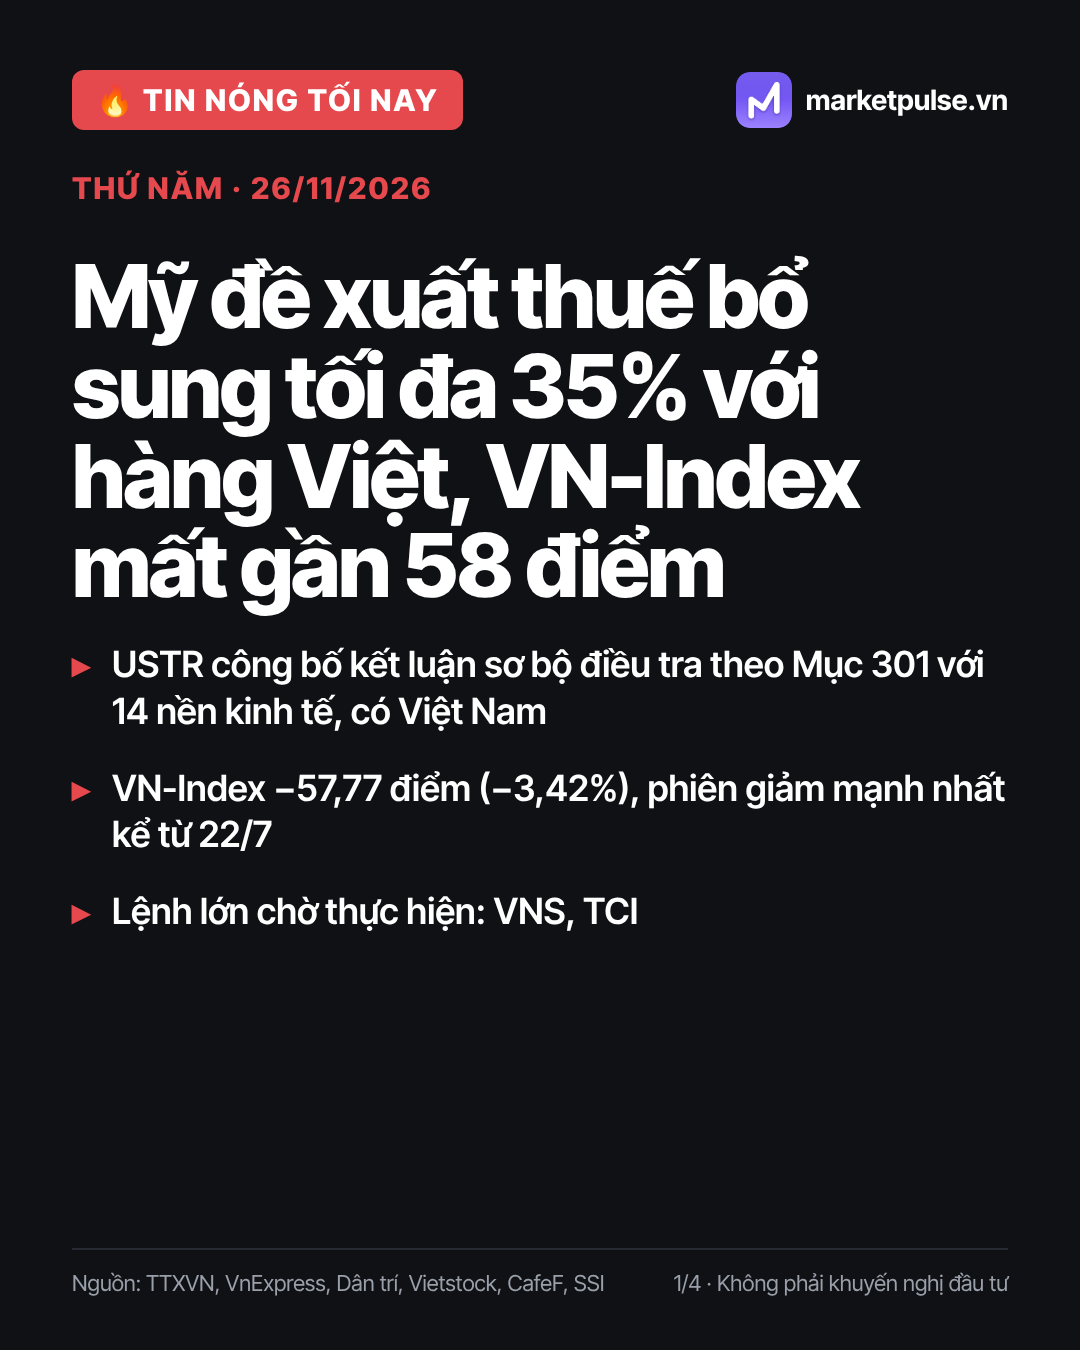 🔥 TIN NÓNG TỐI NAY
marketpulse.vn
THỨ NĂM · 26/11/2026
Mỹ đề xuất thuế bổ
sung tối đa 35% với
hàng Việt, VN-Index
mất gần 58 điểm
▸ USTR công bố kết luận sơ bộ điều tra theo Mục 301 với
14 nền kinh tế, có Việt Nam
▸ VN-Index −57,77 điểm (−3,42%), phiên giảm mạnh nhất
kể từ 22/7
▸ Lệnh lớn chờ thực hiện: VNS, TCI
Nguồn: TTXVN, VnExpress, Dân trí, Vietstock, CafeF, SSI
1/4 · Không phải khuyến nghị đầu tư